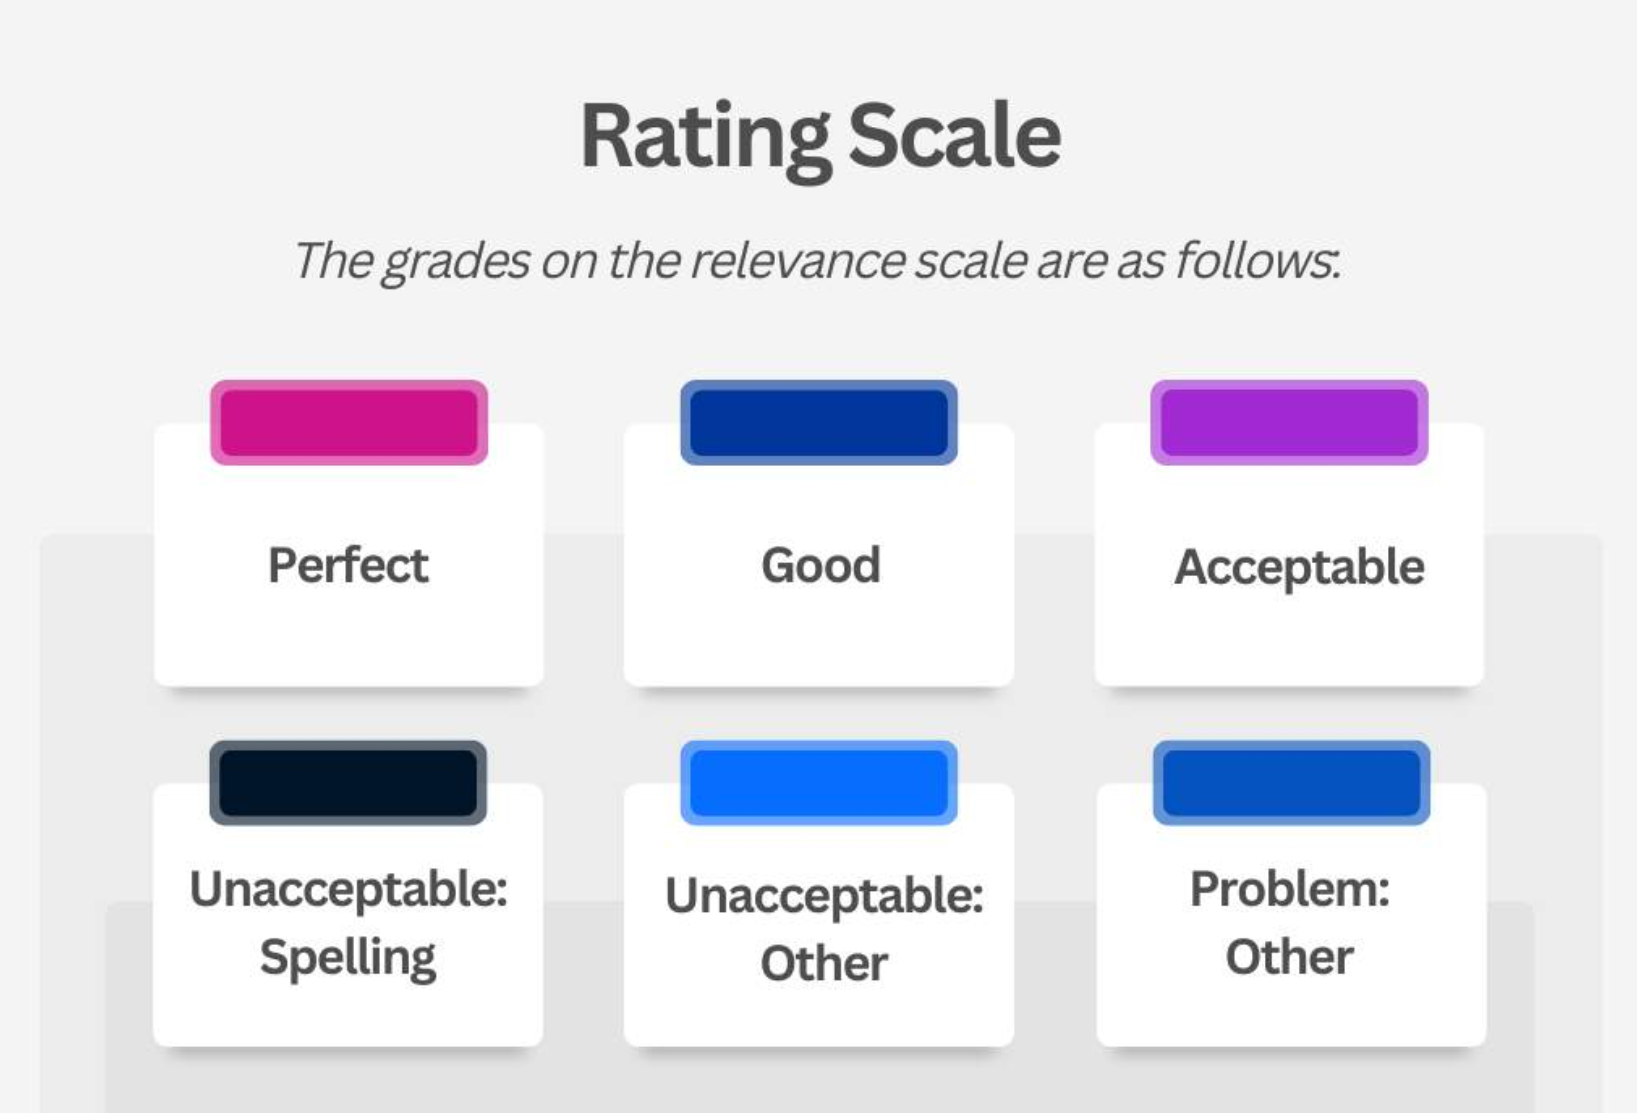 Rating Scale
The grades on the relevance scale are as follows:
Perfect
Good
Acceptable
Unacceptable:
Spelling
Unacceptable:
Other
Problem:
Other